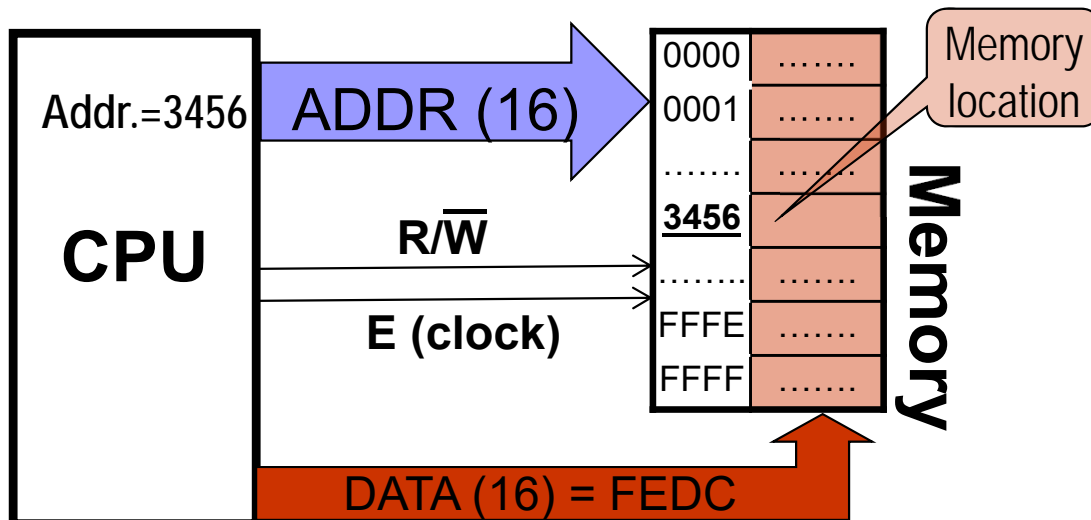 Addr.=3456
CPU
ADDR (16)
R/W̅
E (clock)
0000 …….
0001 …….
……. …….
3456
…….. …….
FFFE …….
FFFF …….
Memory
location
Memory
DATA (16) = FEDC